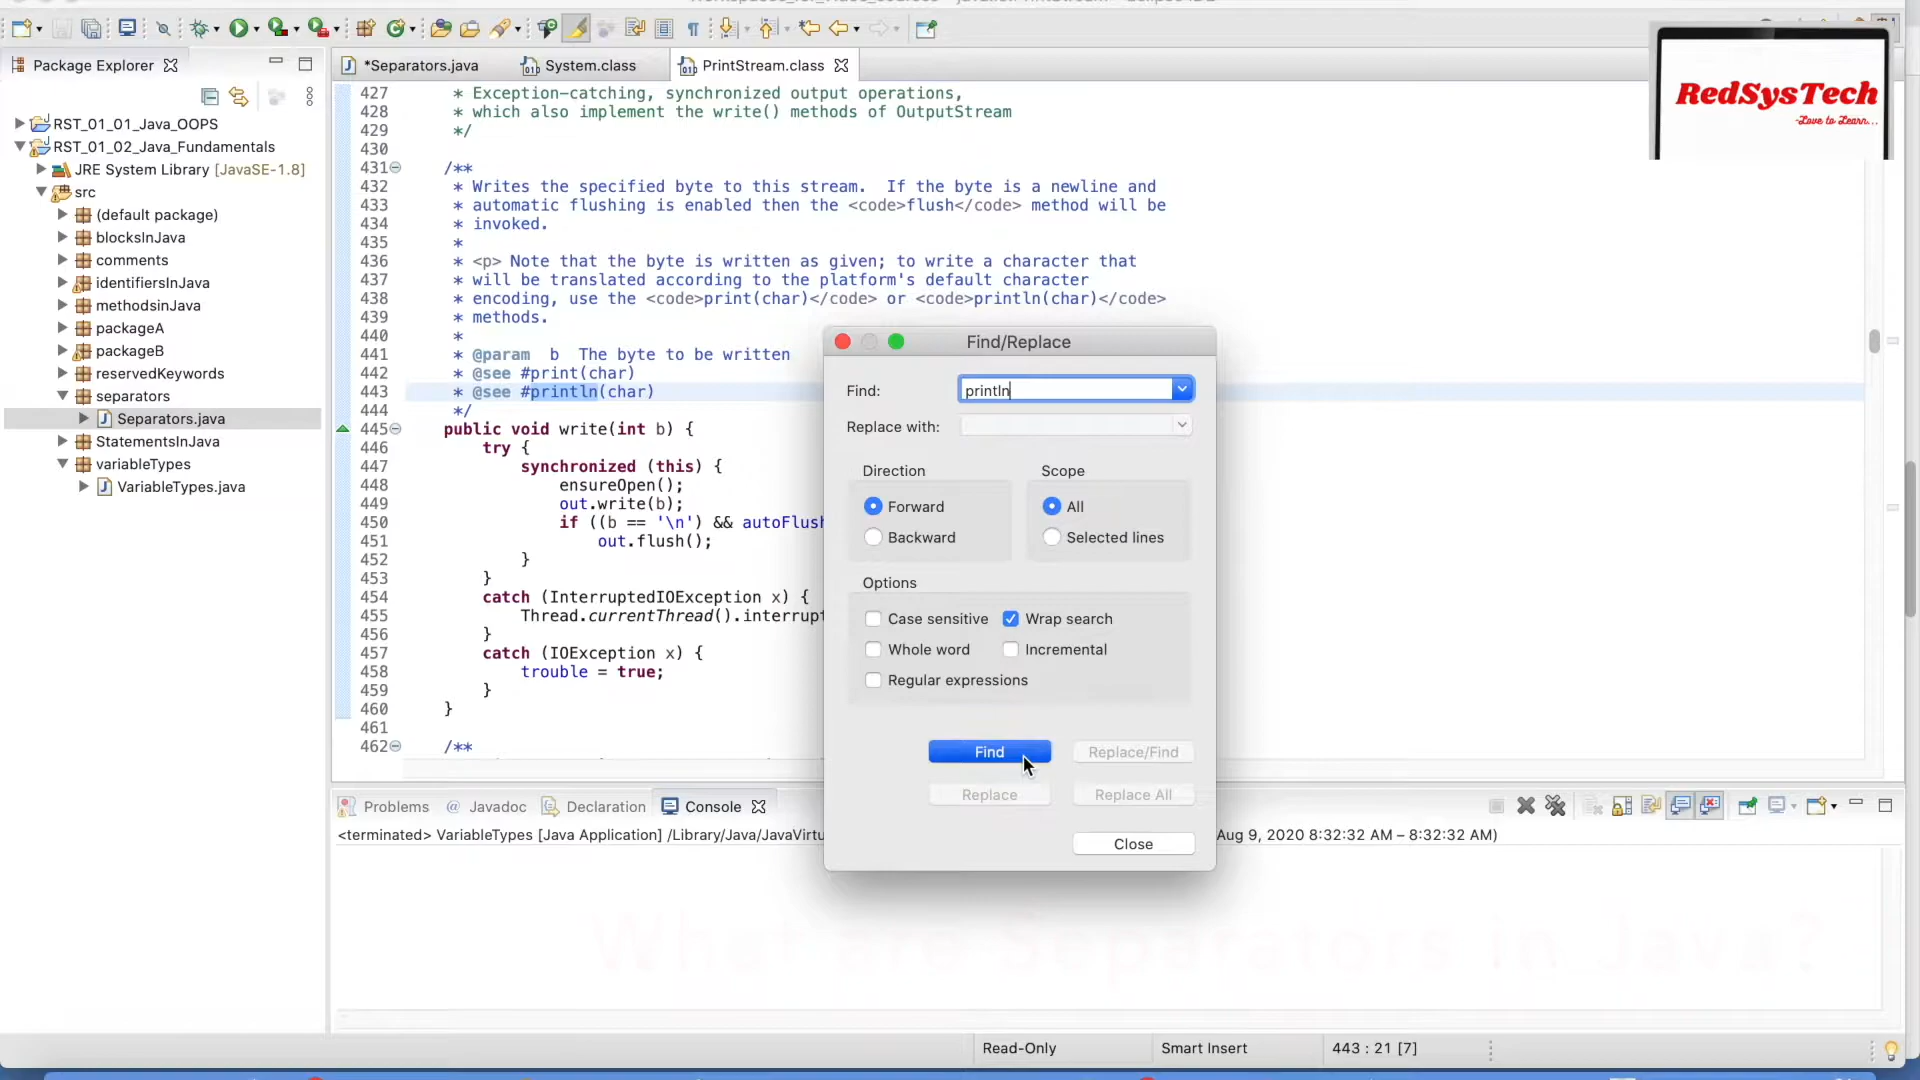 Package Explorer
*Separators.java
System.class
PrintStream.class
RedSysTech
-Love to Learn...
RST_01_01_Java_OOPS
RST_01_02_Java_Fundamentals
JRE System Library [JavaSE-1.8]
src
(default package)
blocksInJava
comments
identifiersInJava
methodsinJava
packageA
packageB
reservedKeywords
separators
Separators.java
StatementsInJava
variableTypes
VariableTypes.java
427 * Exception-catching, synchronized output operations,
428 * which also implement the write() methods of OutputStream
429 */
430
431 /**
432 * Writes the specified byte to this stream.  If the byte is a newline and
433 * automatic flushing is enabled then the <code>flush</code> method will be
434 * invoked.
435 *
436 * <p> Note that the byte is written as given; to write a character that
437 * will be translated according to the platform's default character
438 * encoding, use the <code>print(char)</code> or <code>println(char)</code>
439 * methods.
440 *
441 * @param  b  The byte to be written
442 * @see #print(char)
443 * @see #println(char)
444 */
445 public void write(int b) {
446 try {
447 synchronized (this) {
448 ensureOpen();
449 out.write(b);
450 if ((b == '\n') && autoFlush
451 out.flush();
452 }
453 }
454 catch (InterruptedIOException x) {
455 Thread.currentThread().interrupt
456 }
457 catch (IOException x) {
458 trouble = true;
459 }
460 }
461
462 /**
Find/Replace
Find: println
Replace with:
Direction
Scope
Forward
All
Backward
Selected lines
Options
Case sensitive
Wrap search
Whole word
Incremental
Regular expressions
Find
Replace/Find
Replace
Replace All
Close
Problems
@ Javadoc
Declaration
Console
<terminated> VariableTypes [Java Application] /Library/Java/JavaVirtu
Aug 9, 2020 8:32:32 AM – 8:32:32 AM)
What are Separators in Java?
Read-Only
Smart Insert
443 : 21 [7]